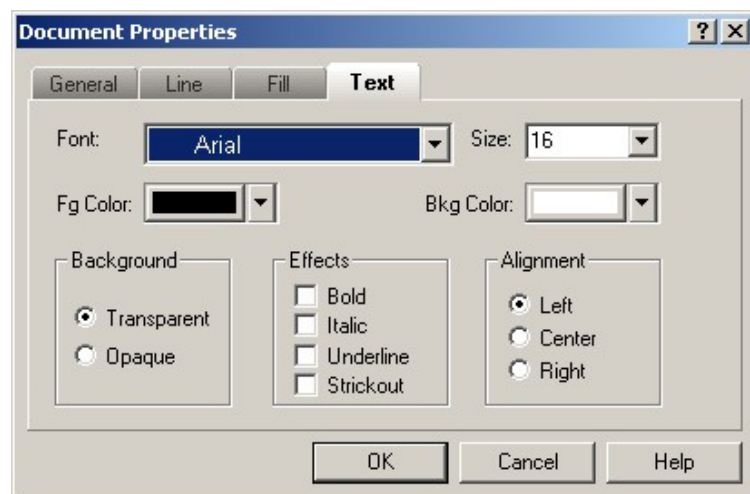 Document Properties ? X
General Line Fill Text
Font: Arial Size: 16
Fg Color: Bkg Color:
Background Effects Alignment
Transparent
Opaque
Bold
Italic
Underline
Strickout
Left
Center
Right
OK Cancel Help